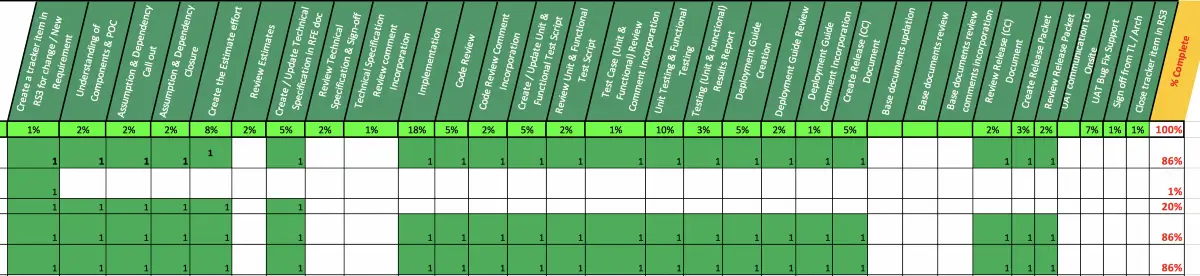 Create a tracker item in
RS3 for change / New
Requirement
Understanding of
Components & POC
Assumption & Dependency
Call out
Assumption & Dependency
Closure
Create the Estimate effort
Review Estimates
Create / Update Technical
Specification in RFE doc
Review Technical
Specification & Sign-off
Technical Specification
Review comment
Incorporation
Implementation
Code Review
Code Review Comment
Incorporation
Create / Update Unit &
Functional Test Script
Review Unit & Functional
Test Script
Test Case (Unit &
Functional) Review
Comment Incorporation
Unit Testing & Functional
Testing
Testing (Unit & Functional)
Results Report
Deployment Guide
Creation
Deployment Guide Review
Deployment Guide
Comment Incorporation
Create Release (CC)
Document
Base documents updation
Base documents review
Base documents review
comments incorporation
Review Release (CC)
Document
Create Release Packet
Review Release Packet
UAT Communication to
Onsite
UAT Bug Fix Support
Sign off from TL / Arch
Close tracker item in RS3
% Complete
1% 2% 2% 2% 8% 2% 5% 2% 1% 18% 5% 2% 5% 2% 1% 10% 3% 5% 2% 1% 5% 2% 3% 2% 7% 1% 1% 100%
1 1 1 1 1 1 1 1 1 1 1 1 1 1 1 1 1 1 1 1 1 86%
1 1%
1 1 1 1 1 1 20%
1 1 1 1 1 1 1 1 1 1 1 1 1 1 1 1 1 1 1 1 1 86%
1 1 1 1 1 1 1 1 1 1 1 1 1 1 1 1 1 1 1 1 1 86%